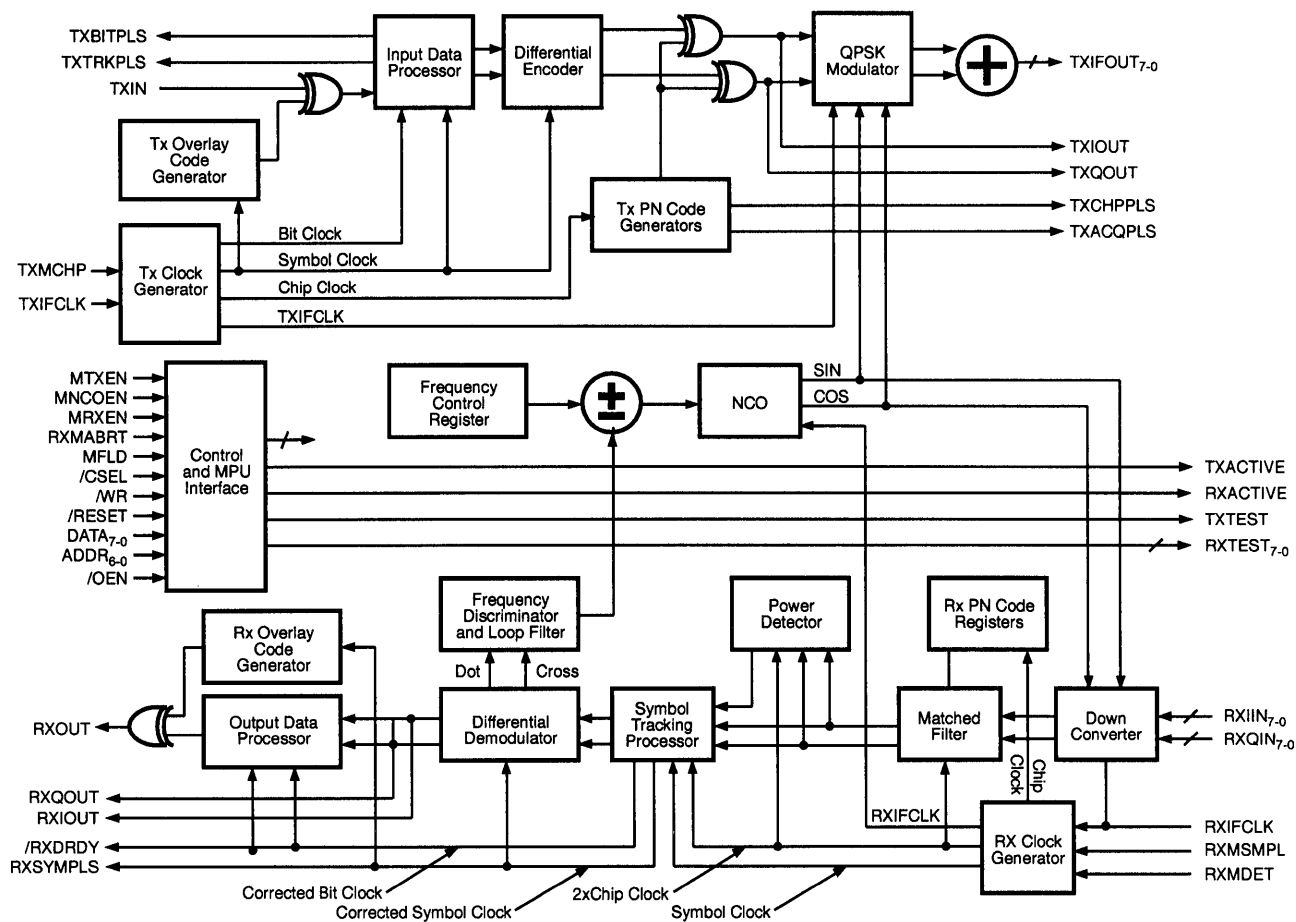 TXBITPLS
TXTRKPLS
TXIN
Input Data
Processor
Differential
Encoder
QPSK
Modulator
+
TXIFOUT7-0
Tx Overlay
Code
Generator
TXIOUT
TXQOUT
Tx PN Code
Generators
TXCHPPLS
TXACQPLS
TXMCHP
TXIFCLK
Tx Clock
Generator
Bit Clock
Symbol Clock
Chip Clock
TXIFCLK
MTXEN
MNCOEN
MRXEN
RXMABRT
MFLD
/CSEL
/WR
/RESET
DATA7-0
ADDR6-0
/OEN
Control
and MPU
Interface
Frequency
Control
Register
±
NCO
SIN
COS
TXACTIVE
RXACTIVE
TXTEST
RXTEST7-0
Rx Overlay
Code
Generator
Frequency
Discriminator
and Loop Filter
Dot
Cross
Power
Detector
Rx PN Code
Registers
RXOUT
Output Data
Processor
Differential
Demodulator
Symbol
Tracking
Processor
Matched
Filter
Down
Converter
RXIIN7-0
RXQIN7-0
Chip
Clock
RXQOUT
RXIOUT
/RXDRDY
RXSYMPLS
RXIFCLK
RX Clock
Generator
RXIFCLK
RXMSMPL
RXMDET
Corrected Bit Clock
Corrected Symbol Clock
2xChip Clock
Symbol Clock